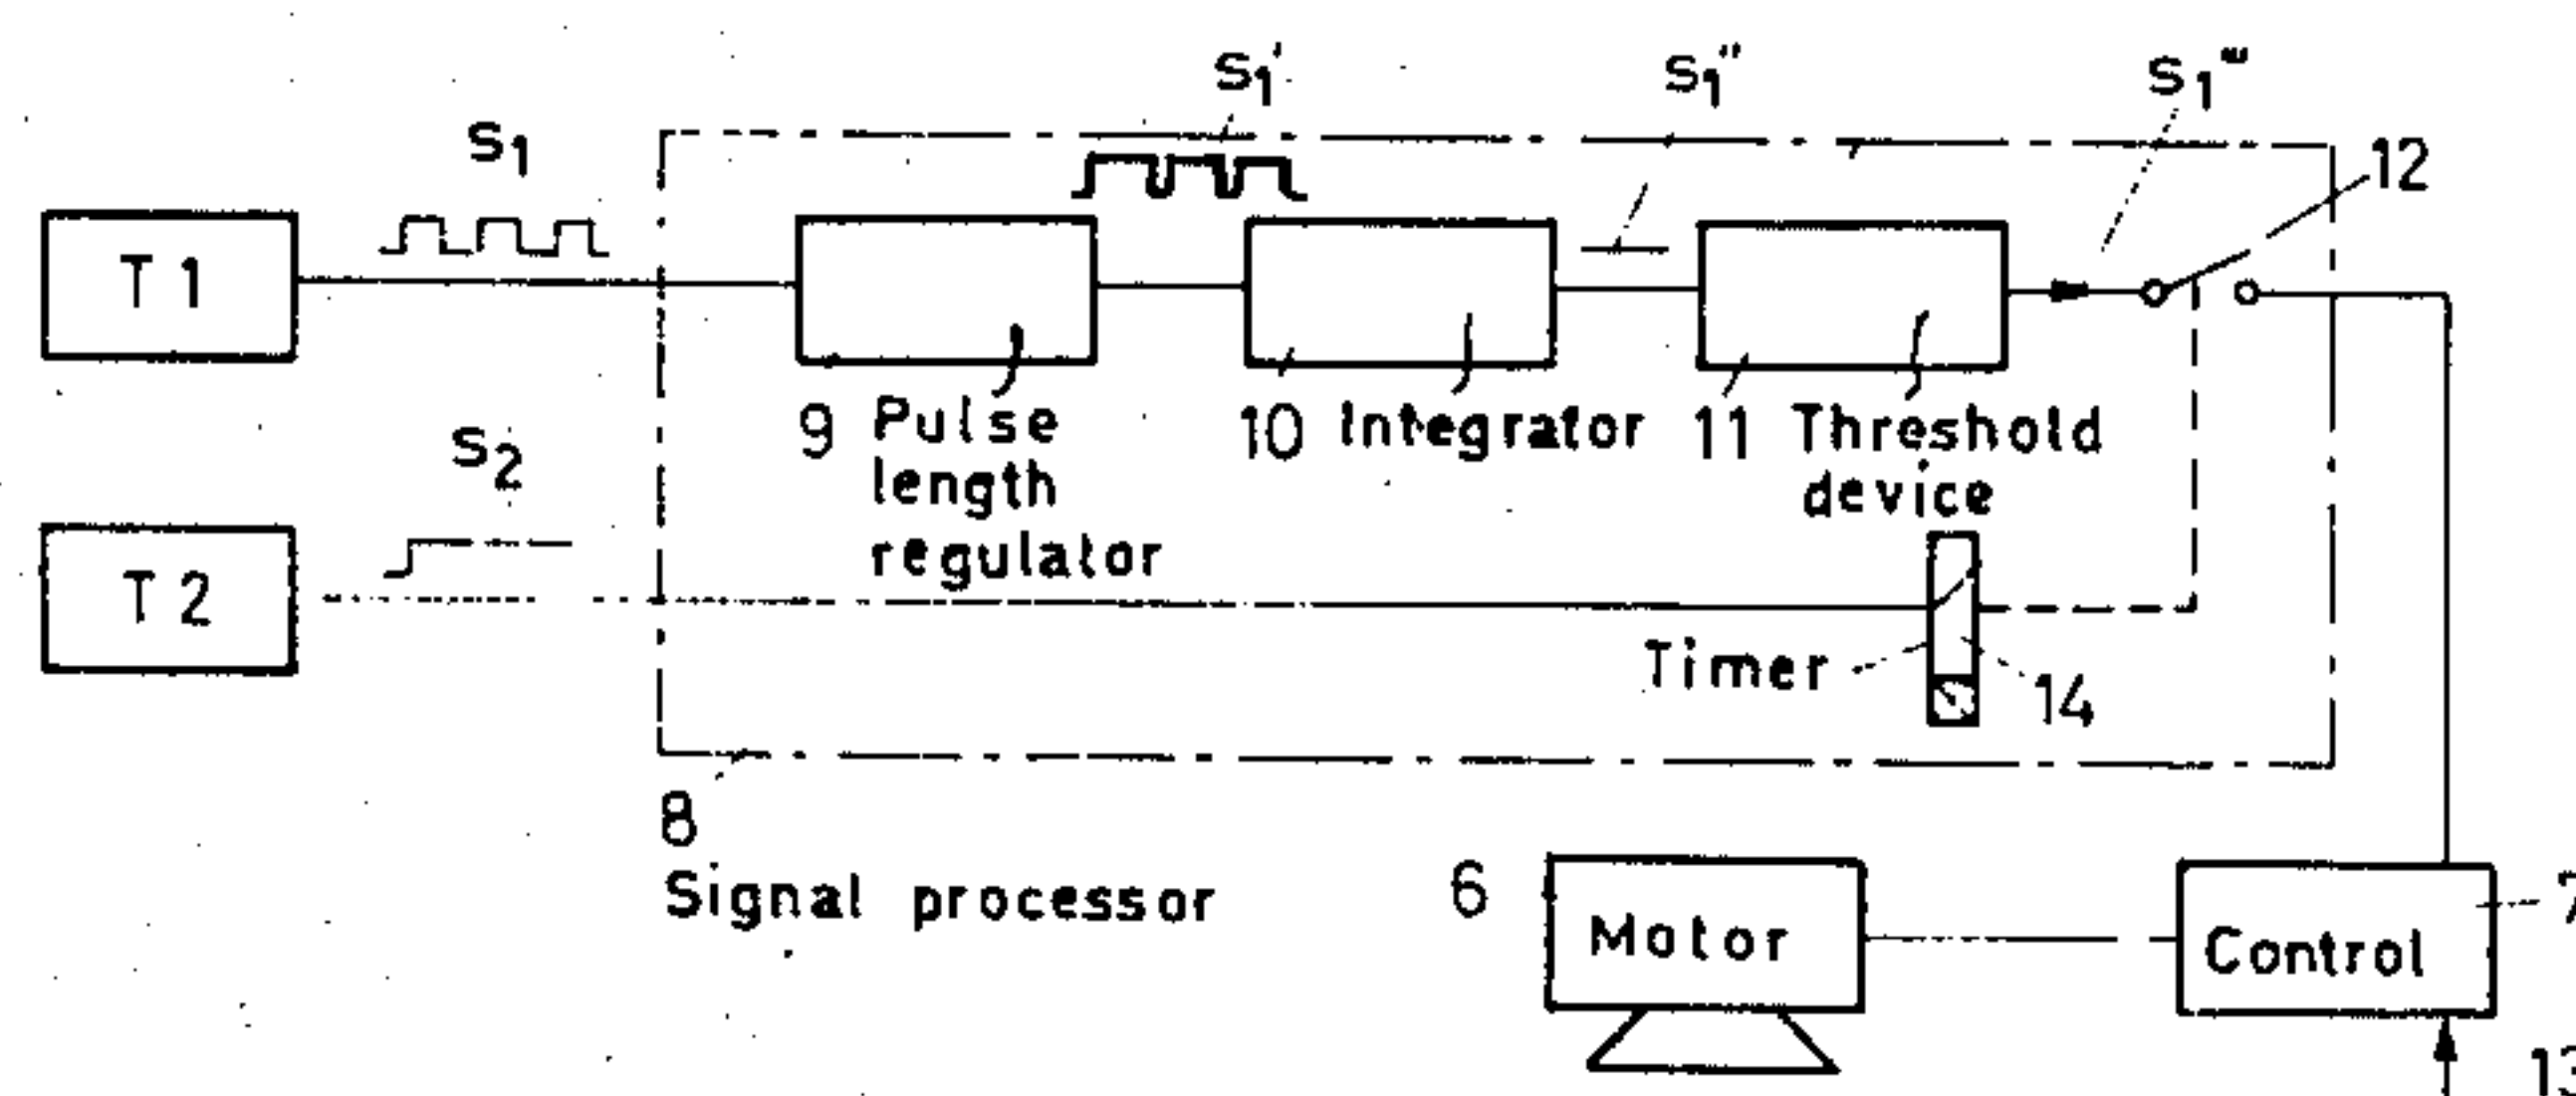 S1' S1" S1"'
S1
12
T 1
9 Pulse
length
regulator
10 Integrator
11 Threshold
device
S2
T 2
Timer
14
8
Signal processor
6
Motor
Control
7
13